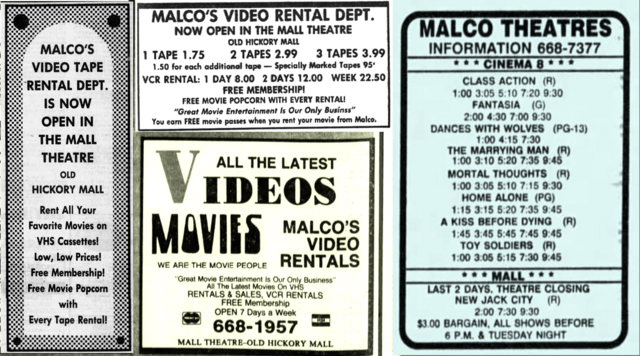 MALCO'S
VIDEO TAPE
RENTAL DEPT.
IS NOW
OPEN IN
THE MALL
THEATRE
OLD
HICKORY MALL
Rent All Your
Favorite Movies on
VHS Cassettes!
Low, Low Prices!
Free Membership!
Free Movie Popcorn
with
Every Tape Rental!
MALCO'S VIDEO RENTAL DEPT.
NOW OPEN IN THE MALL THEATRE
OLD HICKORY MALL
1 TAPE 1.75 2 TAPES 2.99 3 TAPES 3.99
1.50 for each additional tape — Specially Marked Tapes 95¢
VCR RENTAL: 1 DAY 8.00 2 DAYS 12.00 WEEK 22.50
FREE MEMBERSHIP!
FREE MOVIE POPCORN WITH EVERY RENTAL!
"Great Movie Entertainment Is Our Only Businss"
You earn FREE movie passes when you rent your movie from Malco.
ALL THE LATEST
VIDEOS
MOVIES
MALCO'S
VIDEO
RENTALS
WE ARE THE MOVIE PEOPLE
"Great Movie Entertainment Is Our Only Business"
All The Latest Movies On VHS
RENTALS & SALES, VCR RENTALS
FREE Membership
OPEN 7 Days a Week
668-1957
MALL THEATRE-OLD HICKORY MALL
MALCO THEATRES
INFORMATION 668-7377
* * * CINEMA 8 * * *
CLASS ACTION (R)
1:00 3:05 5:10 7:20 9:30
FANTASIA (G)
2:00 4:30 7:00 9:30
DANCES WITH WOLVES (PG-13)
1:00 4:15 7:30
THE MARRYING MAN (R)
1:00 3:10 5:20 7:35 9:45
MORTAL THOUGHTS (R)
1:00 3:05 5:10 7:15 9:30
HOME ALONE (PG)
1:15 3:15 5:20 7:35 9:45
A KISS BEFORE DYING (R)
1:45 3:45 5:45 7:45 9:45
TOY SOLDIERS (R)
1:00 3:05 5:15 7:30 9:30
* * * MALL * * *
LAST 2 DAYS, THEATRE CLOSING
NEW JACK CITY (R)
2:00 7:30 9:30
$3.00 BARGAIN, ALL SHOWS BEFORE
6 P.M. & TUESDAY NIGHT